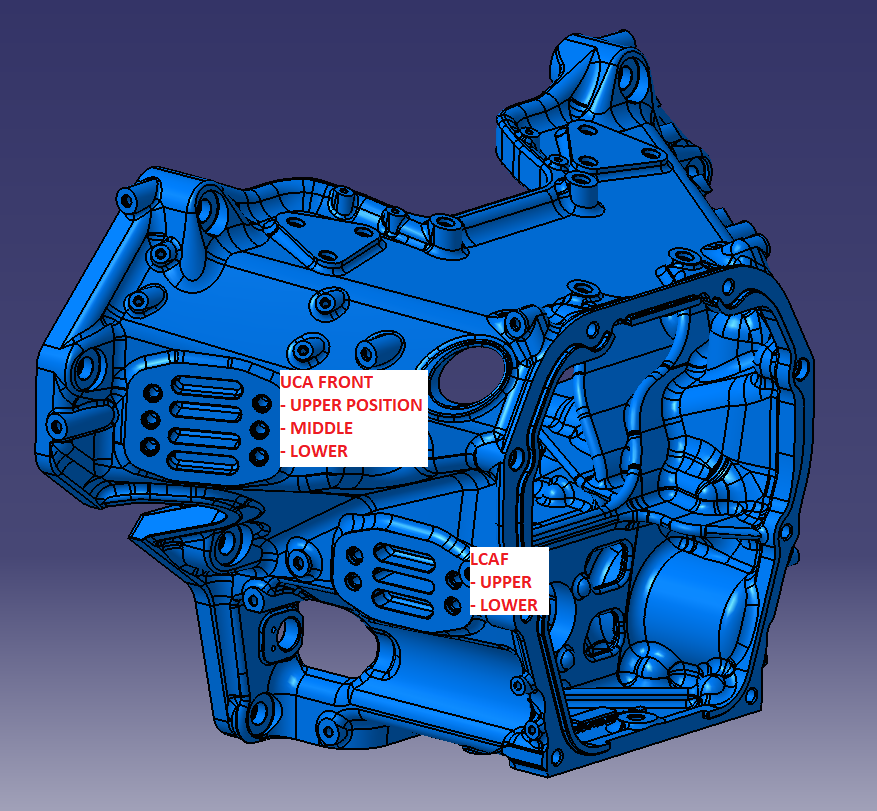 UCA FRONT
- UPPER POSITION
- MIDDLE
- LOWER
LCAF
- UPPER
- LOWER